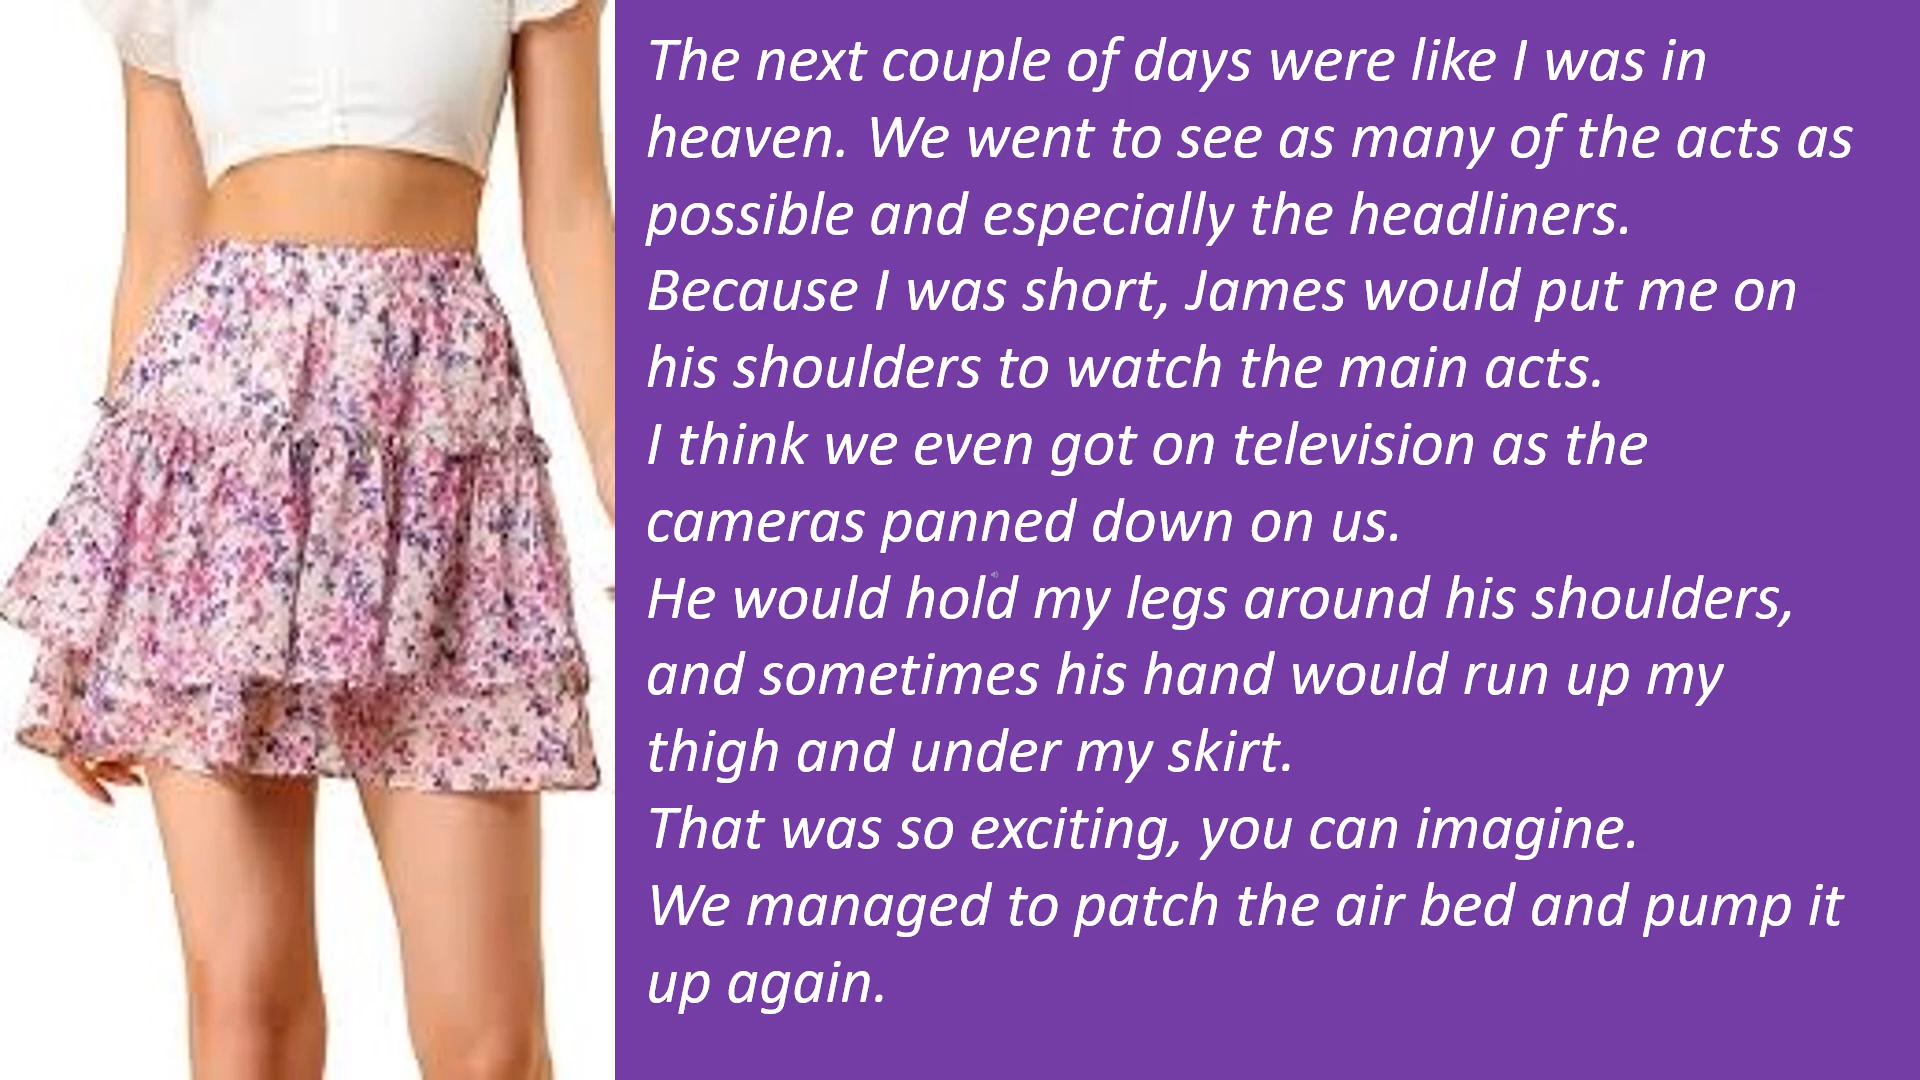 The next couple of days were like I was in
heaven. We went to see as many of the acts as
possible and especially the headliners.
Because I was short, James would put me on
his shoulders to watch the main acts.
I think we even got on television as the
cameras panned down on us.
He would hold my legs around his shoulders,
and sometimes his hand would run up my
thigh and under my skirt.
That was so exciting, you can imagine.
We managed to patch the air bed and pump it
up again.